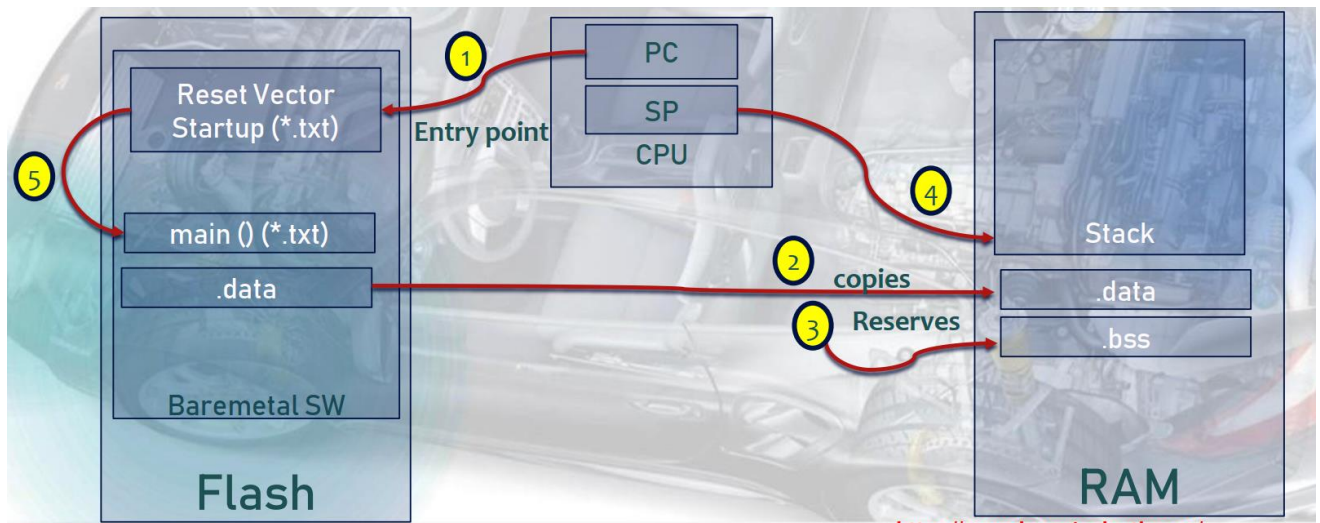 1
PC
Reset Vector
Startup (*.txt)
Entry point
SP
CPU
5
4
main () (*.txt)
Stack
2
.data
copies
.data
3
Reserves
.bss
Baremetal SW
Flash
RAM